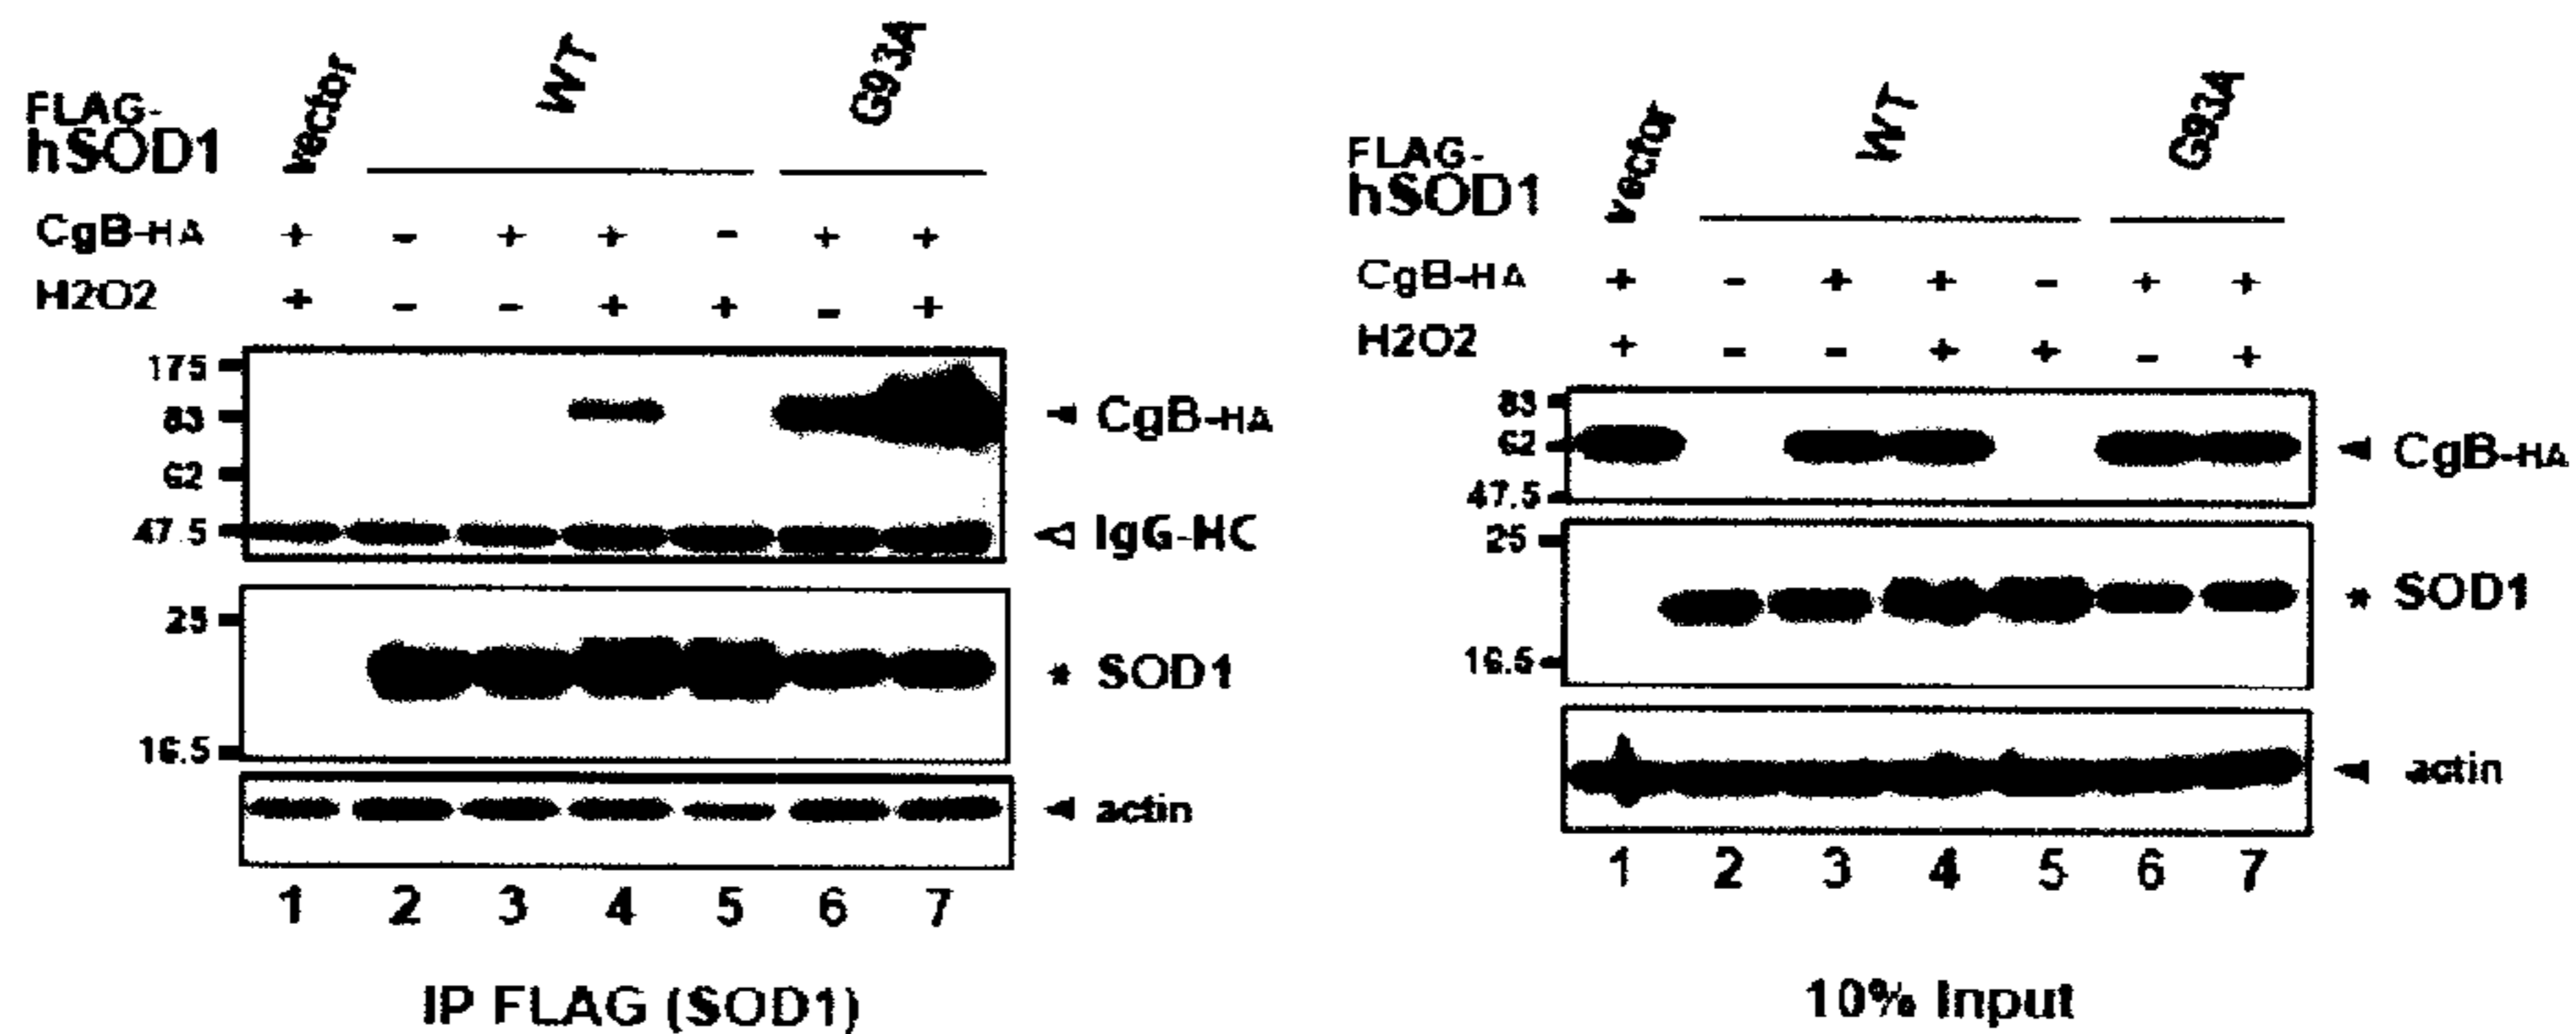 vector WT G93A
FLAG-
hSOD1
CgB-HA + - + + - + +
H2O2 + - - + + - +
175
83 CgB-HA
62
47.5 IgG-HC
25
* SOD1
16.5
actin
1 2 3 4 5 6 7
IP FLAG (SOD1)
vector WT G93A
FLAG-
hSOD1
CgB-HA + - + + - + +
H2O2 + - - + + - +
83
62 CgB-HA
47.5
25
* SOD1
16.5
actin
1 2 3 4 5 6 7
10% Input